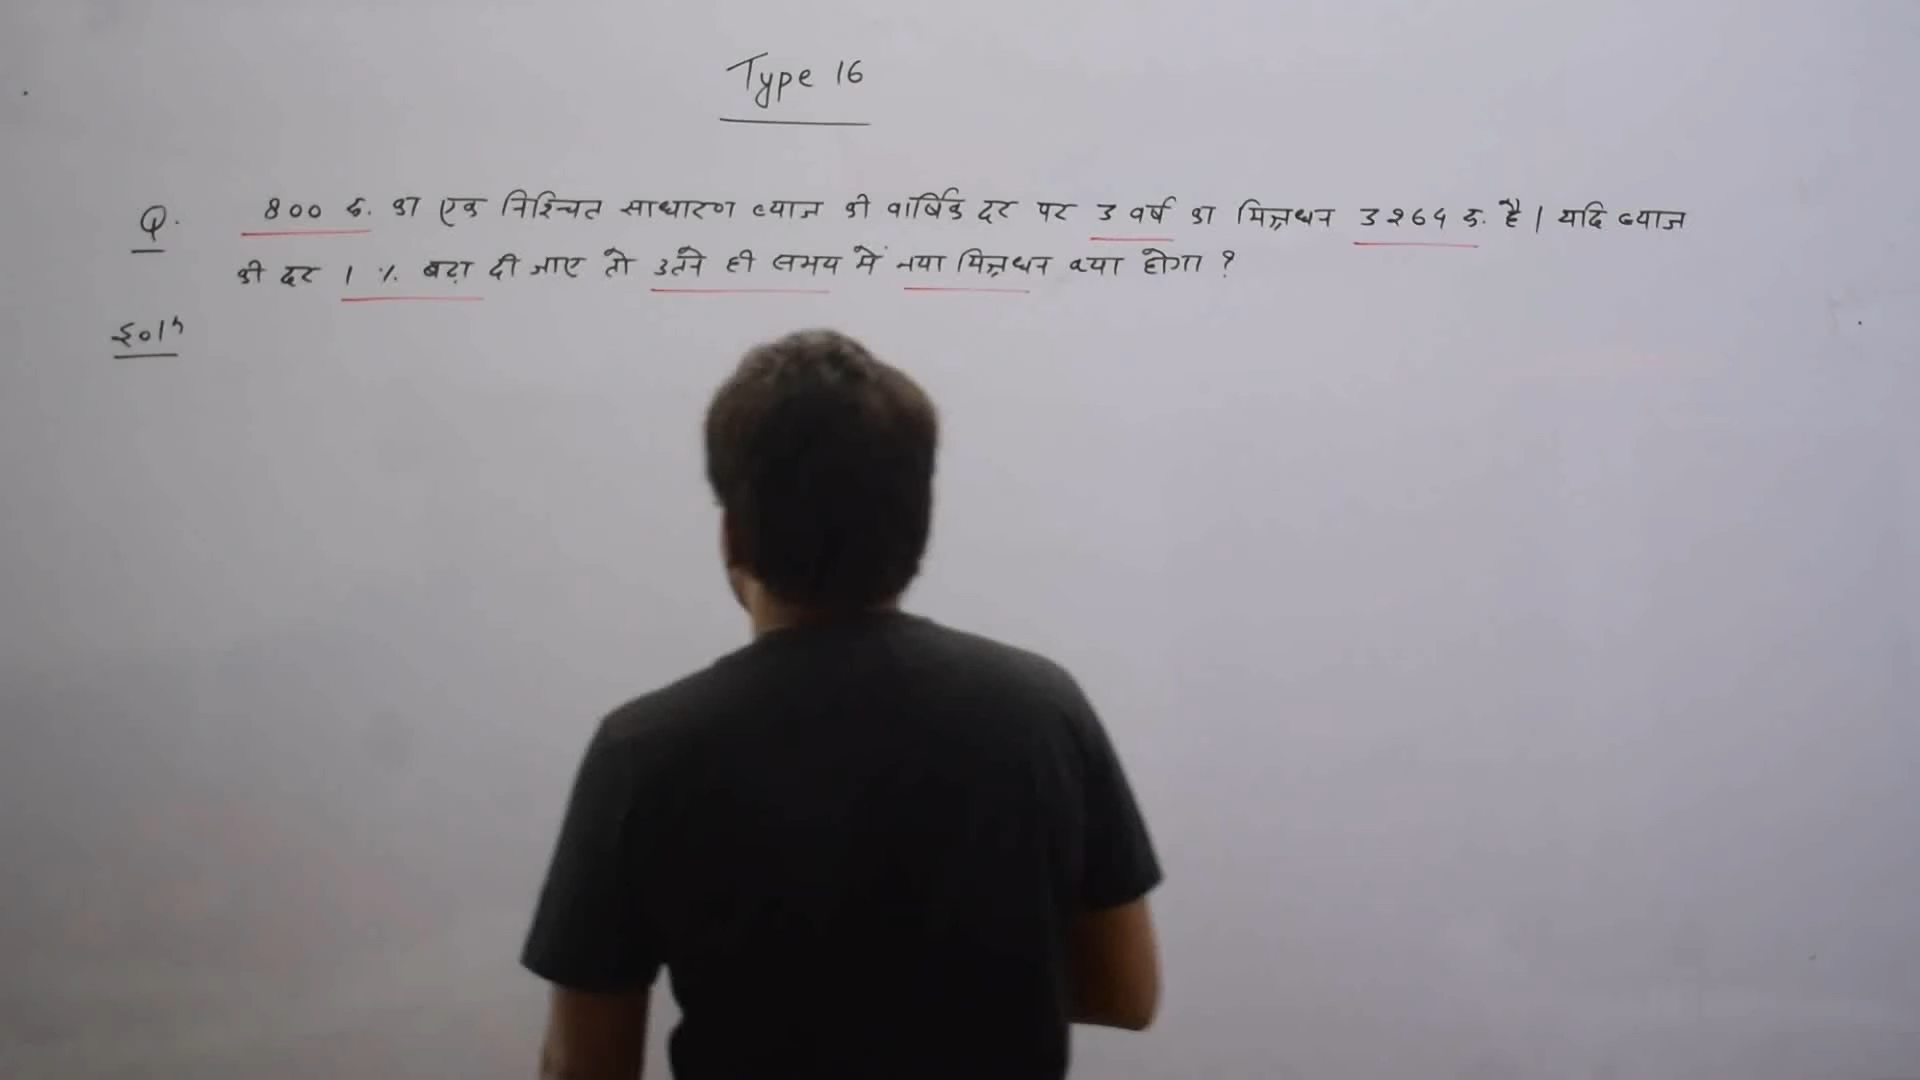 Type 16
Q. 800 रु. का एक निश्चित साधारण ब्याज की वार्षिक दर पर 3 वर्ष का मिश्रधन 3264 रु. है। यदि ब्याज
की दर 1 % बढ़ा दी जाए तो उतने ही समय में नया मिश्रधन क्या होगा ?
Solⁿ